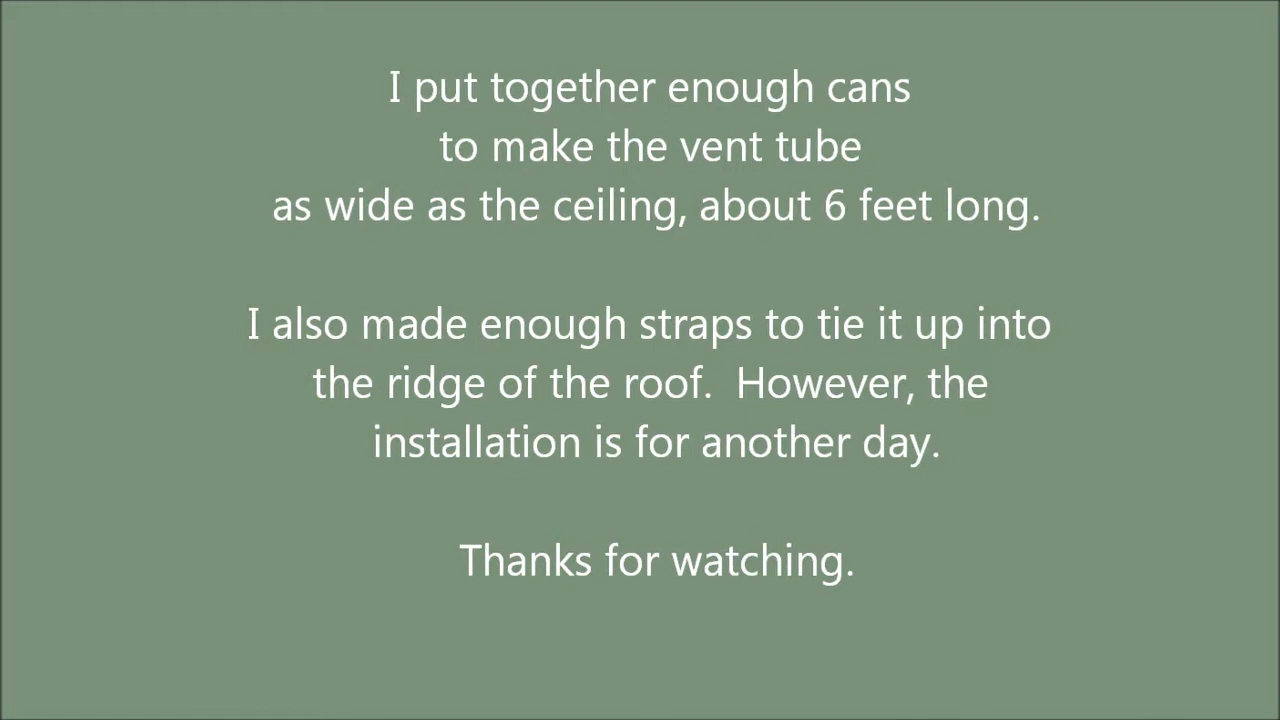 I put together enough cans
to make the vent tube
as wide as the ceiling, about 6 feet long.
I also made enough straps to tie it up into
the ridge of the roof.  However, the
installation is for another day.
Thanks for watching.